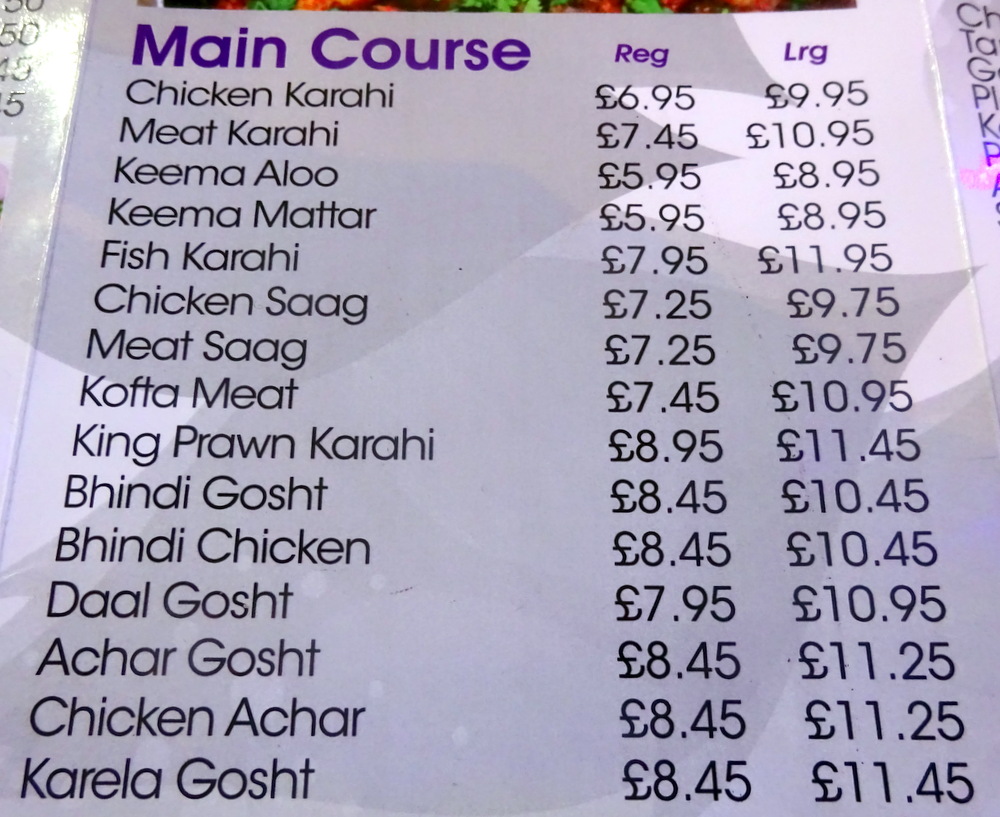 Main Course Reg Lrg
Chicken Karahi £6.95 £9.95
Meat Karahi £7.45 £10.95
Keema Aloo £5.95 £8.95
Keema Mattar £5.95 £8.95
Fish Karahi £7.95 £11.95
Chicken Saag £7.25 £9.75
Meat Saag £7.25 £9.75
Kofta Meat £7.45 £10.95
King Prawn Karahi £8.95 £11.45
Bhindi Gosht £8.45 £10.45
Bhindi Chicken £8.45 £10.45
Daal Gosht £7.95 £10.95
Achar Gosht £8.45 £11.25
Chicken Achar £8.45 £11.25
Karela Gosht £8.45 £11.45